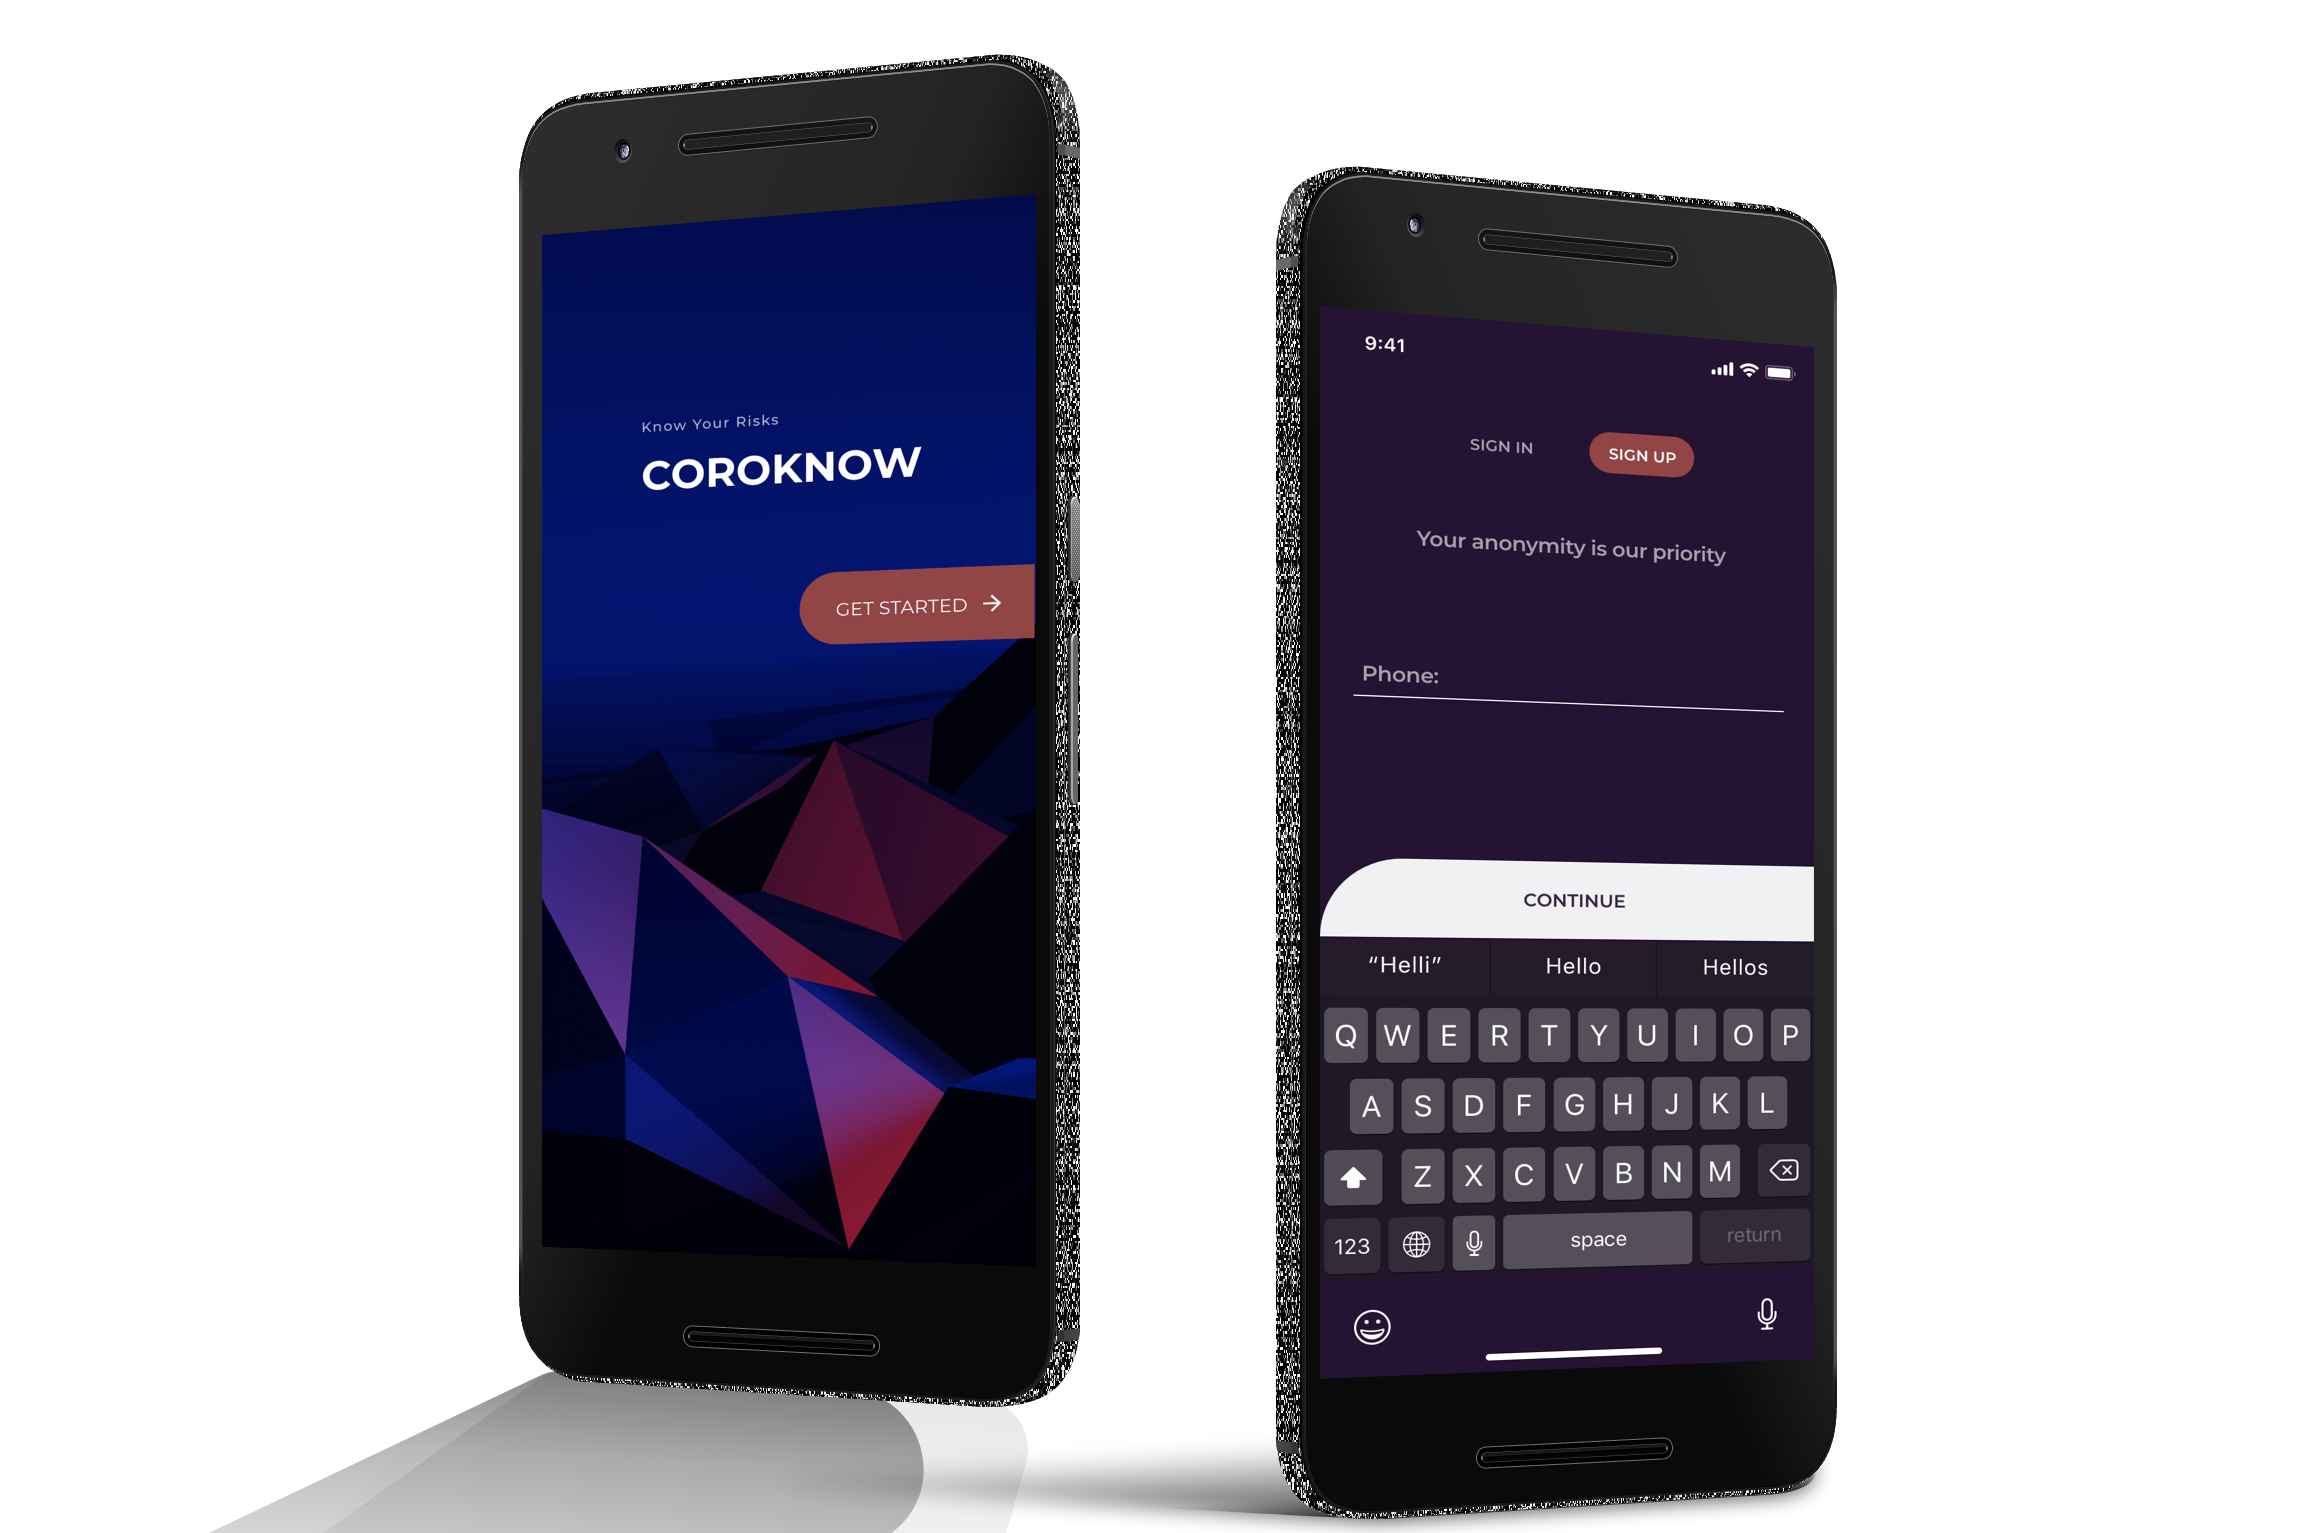 Know Your Risks
COROKNOW
GET STARTED
9:41
SIGN IN SIGN UP
Your anonymity is our priority
Phone:
CONTINUE
“Helli” Hello Hellos
Q W E R T Y U I O P
A S D F G H J K L
Z X C V B N M
123 space return